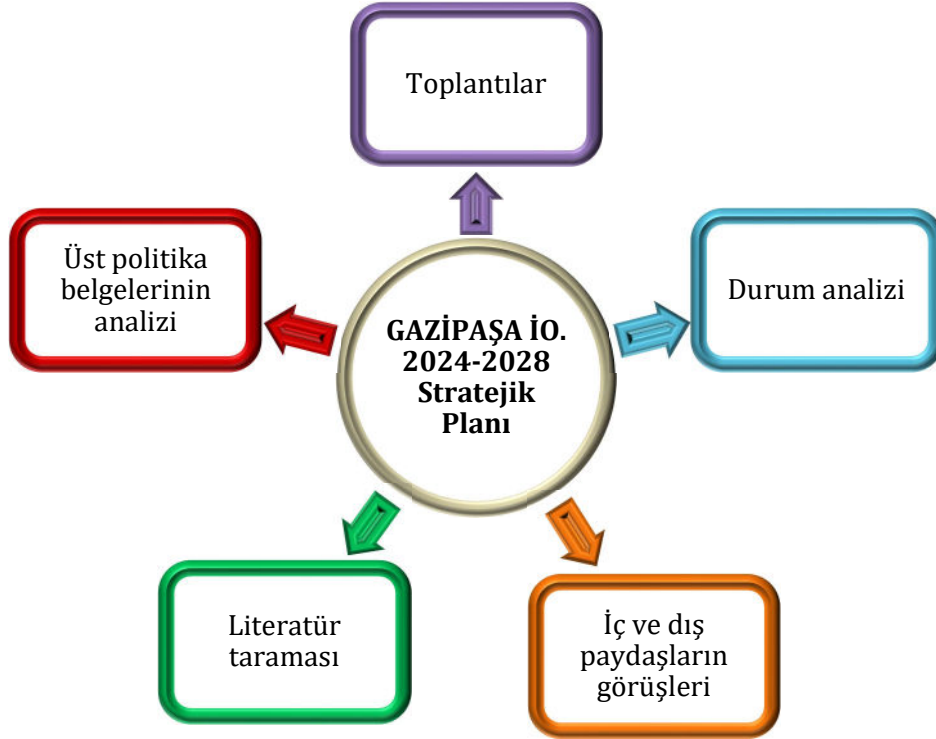 Toplantılar
Üst politika
belgelerinin
analizi
Durum analizi
GAZİPAŞA İO.
2024-2028
Stratejik
Planı
Literatür
taraması
İç ve dış
paydaşların
görüşleri